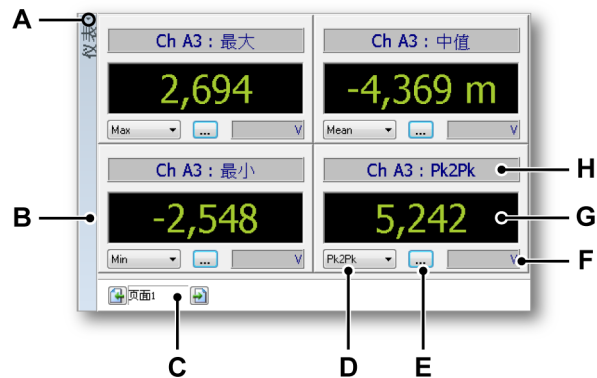 A
仪表
Ch A3 : 最大
Ch A3 : 中值
2,694
-4,369 m
Max
...
V
Mean
...
V
Ch A3 : 最小
Ch A3 : Pk2Pk
H
B
-2,548
5,242
G
Min
...
V
Pk2Pk
...
V
F
页面1
C
D
E